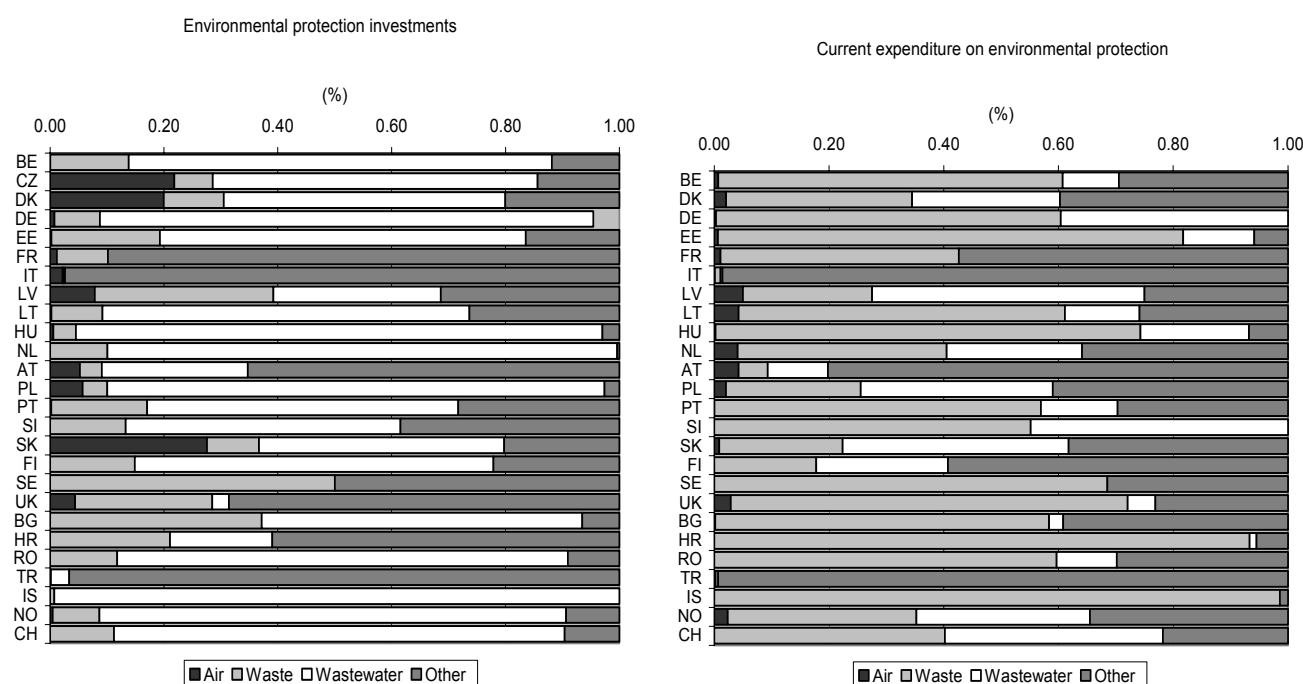 Environmental protection investments
(%)
0.00 0.20 0.40 0.60 0.80 1.00
BE
CZ
DK
DE
EE
FR
IT
LV
LT
HU
NL
AT
PL
PT
SI
SK
FI
SE
UK
BG
HR
RO
TR
IS
NO
CH
Air Waste Wastewater Other
Current expenditure on environmental protection
(%)
0.00 0.20 0.40 0.60 0.80 1.00
BE
DK
DE
EE
FR
IT
LV
LT
HU
NL
AT
PL
PT
SI
SK
FI
SE
UK
BG
HR
RO
TR
IS
NO
CH
Air Waste Wastewater Other